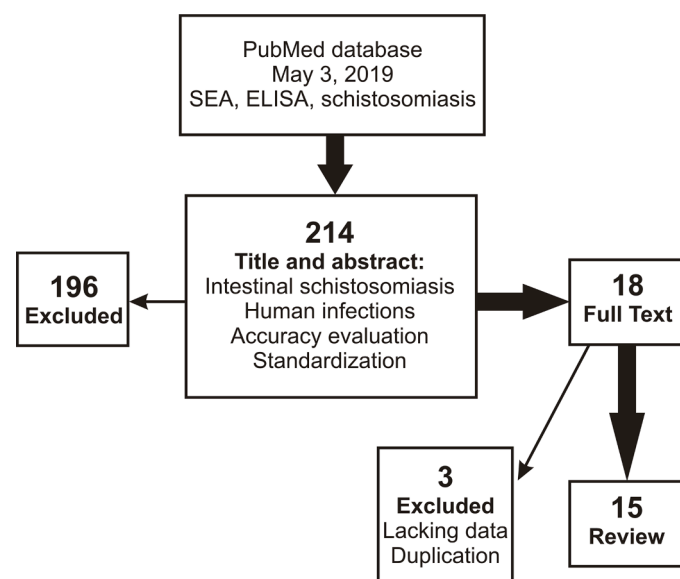 PubMed database
May 3, 2019
SEA, ELISA, schistosomiasis
214
Title and abstract:
Intestinal schistosomiasis
Human infections
Accuracy evaluation
Standardization
196
Excluded
18
Full Text
3
Excluded
Lacking data
Duplication
15
Review